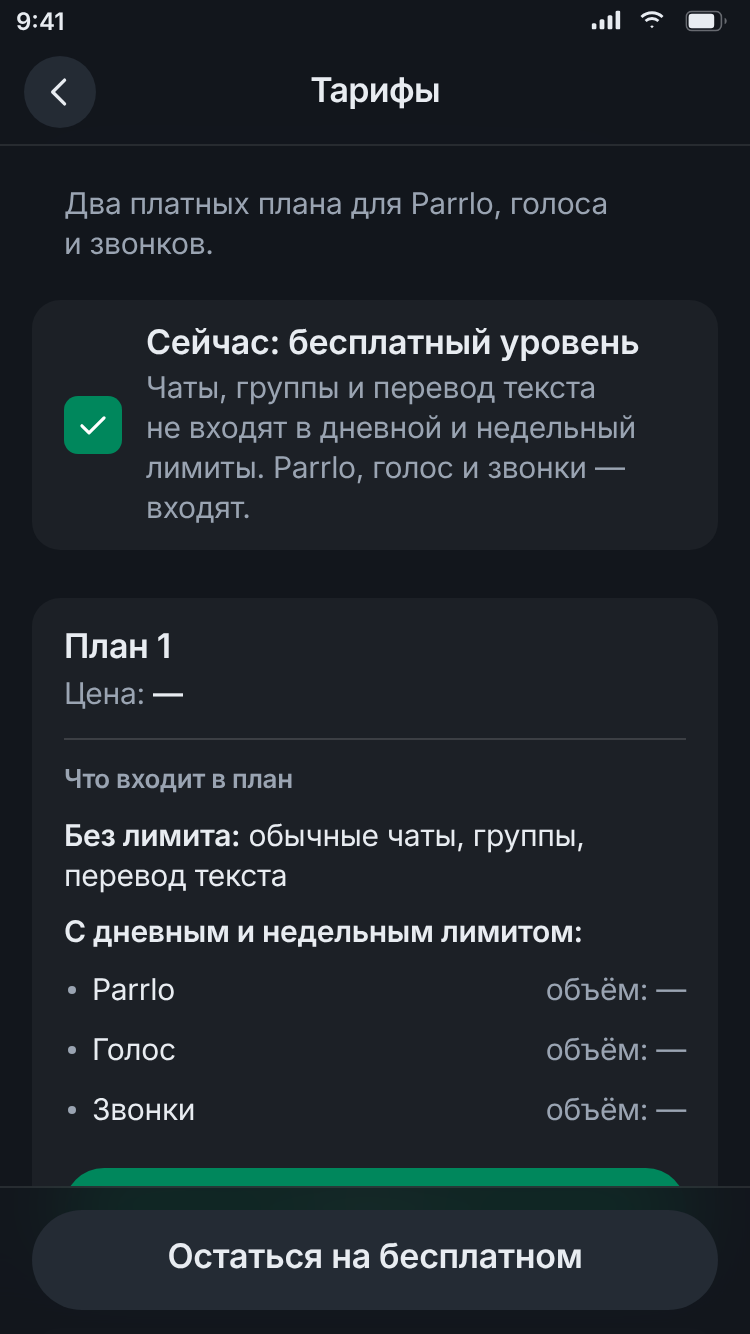 9:41
Тарифы
Два платных плана для Parrlo, голоса
и звонков.
Сейчас: бесплатный уровень
Чаты, группы и перевод текста
не входят в дневной и недельный
лимиты. Parrlo, голос и звонки —
входят.
План 1
Цена: —
Что входит в план
Без лимита: обычные чаты, группы,
перевод текста
С дневным и недельным лимитом:
• Parrlo объём: —
• Голос объём: —
• Звонки объём: —
Остаться на бесплатном